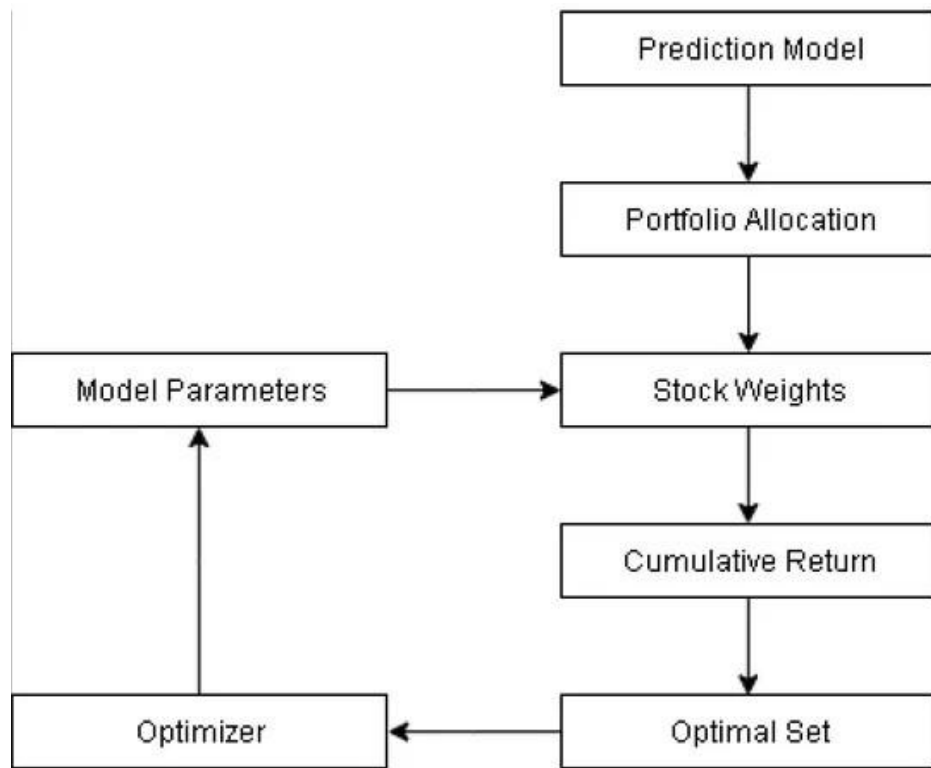 Prediction Model
Portfolio Allocation
Model Parameters
Stock Weights
Cumulative Return
Optimizer
Optimal Set